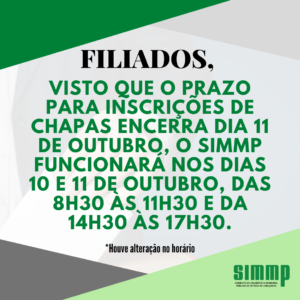 FILIADOS,
VISTO QUE O PRAZO
PARA INSCRIÇÕES DE
CHAPAS ENCERRA DIA 11
DE OUTUBRO, O SIMMP
FUNCIONARÁ NOS DIAS
10 E 11 DE OUTUBRO, DAS
8H30 ÀS 11H30 E DA
14H30 ÀS 17H30.
*Houve alteração no horário
SIMMP